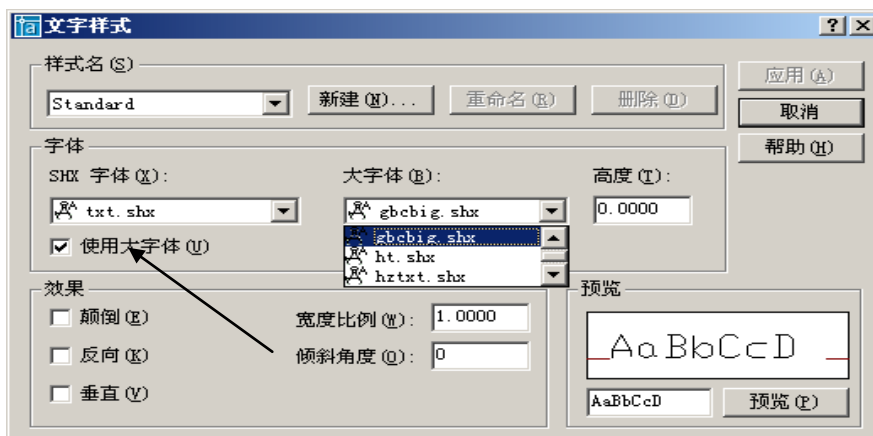 文字样式
样式名(S)
Standard
新建(N)...
重命名(R)
删除(D)
应用(A)
取消
帮助(H)
字体
SHX 字体(X):
大字体(B):
高度(T):
txt.shx
gbcbig.shx
0.0000
使用大字体(U)
gbcbig.shx
ht.shx
hztxt.shx
效果
颠倒(E)
宽度比例(W):
1.0000
反向(K)
倾斜角度(O):
0
垂直(V)
预览
AaBbCcD
AaBbCcD
预览(P)